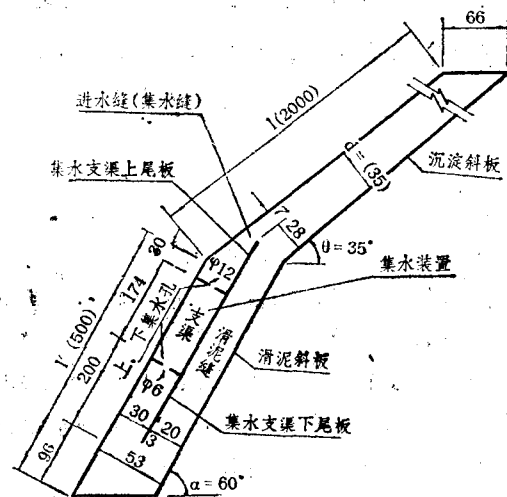 66
进水缝(集水缝)
l(2000)
d=(35)
沉淀斜板
集水支渠上尾板
7
28
θ=35°
30
φ12
集水装置
174
上、下集水孔
支渠
滑泥缝
l'(500)
200
滑泥斜板
φ6
30
20
集水支渠下尾板
3
96
53
α=60°